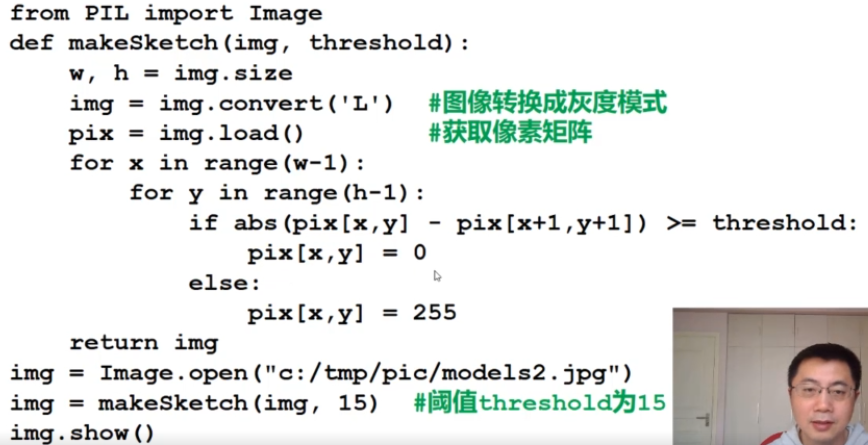 from PIL import Image
def makeSketch(img, threshold):
    w, h = img.size
    img = img.convert('L')  #图像转换成灰度模式
    pix = img.load()        #获取像素矩阵
    for x in range(w-1):
        for y in range(h-1):
            if abs(pix[x,y] - pix[x+1,y+1]) >= threshold:
                pix[x,y] = 0
            else:
                pix[x,y] = 255
    return img
img = Image.open("c:/tmp/pic/models2.jpg")
img = makeSketch(img, 15)  #阈值threshold为15
img.show()